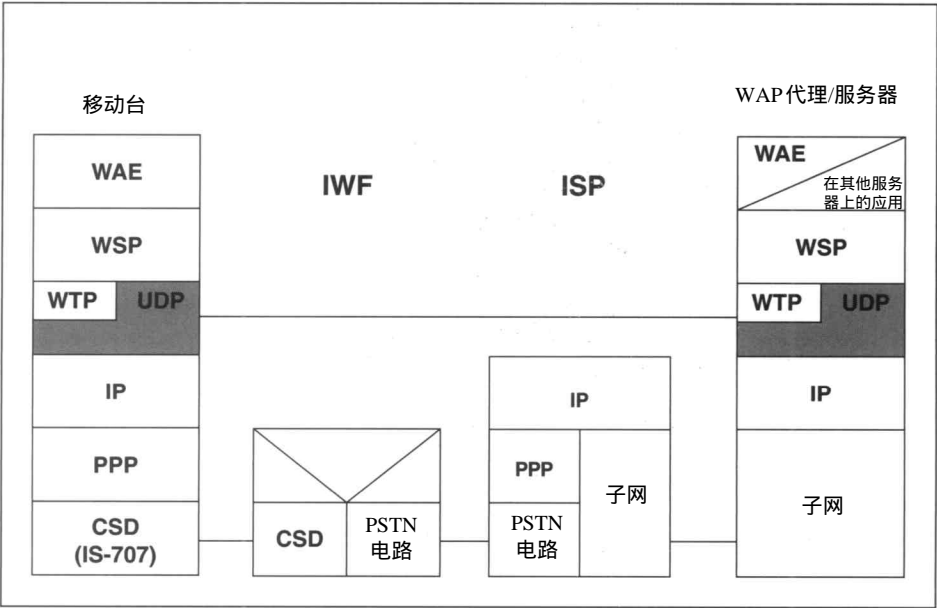 移动台
WAE
WSP
WTP UDP
IP
PPP
CSD
(IS-707)
IWF
CSD
PSTN
电路
ISP
IP
PPP
子网
PSTN
电路
WAP代理/服务器
WAE
在其他服务
器上的应用
WSP
WTP UDP
IP
子网